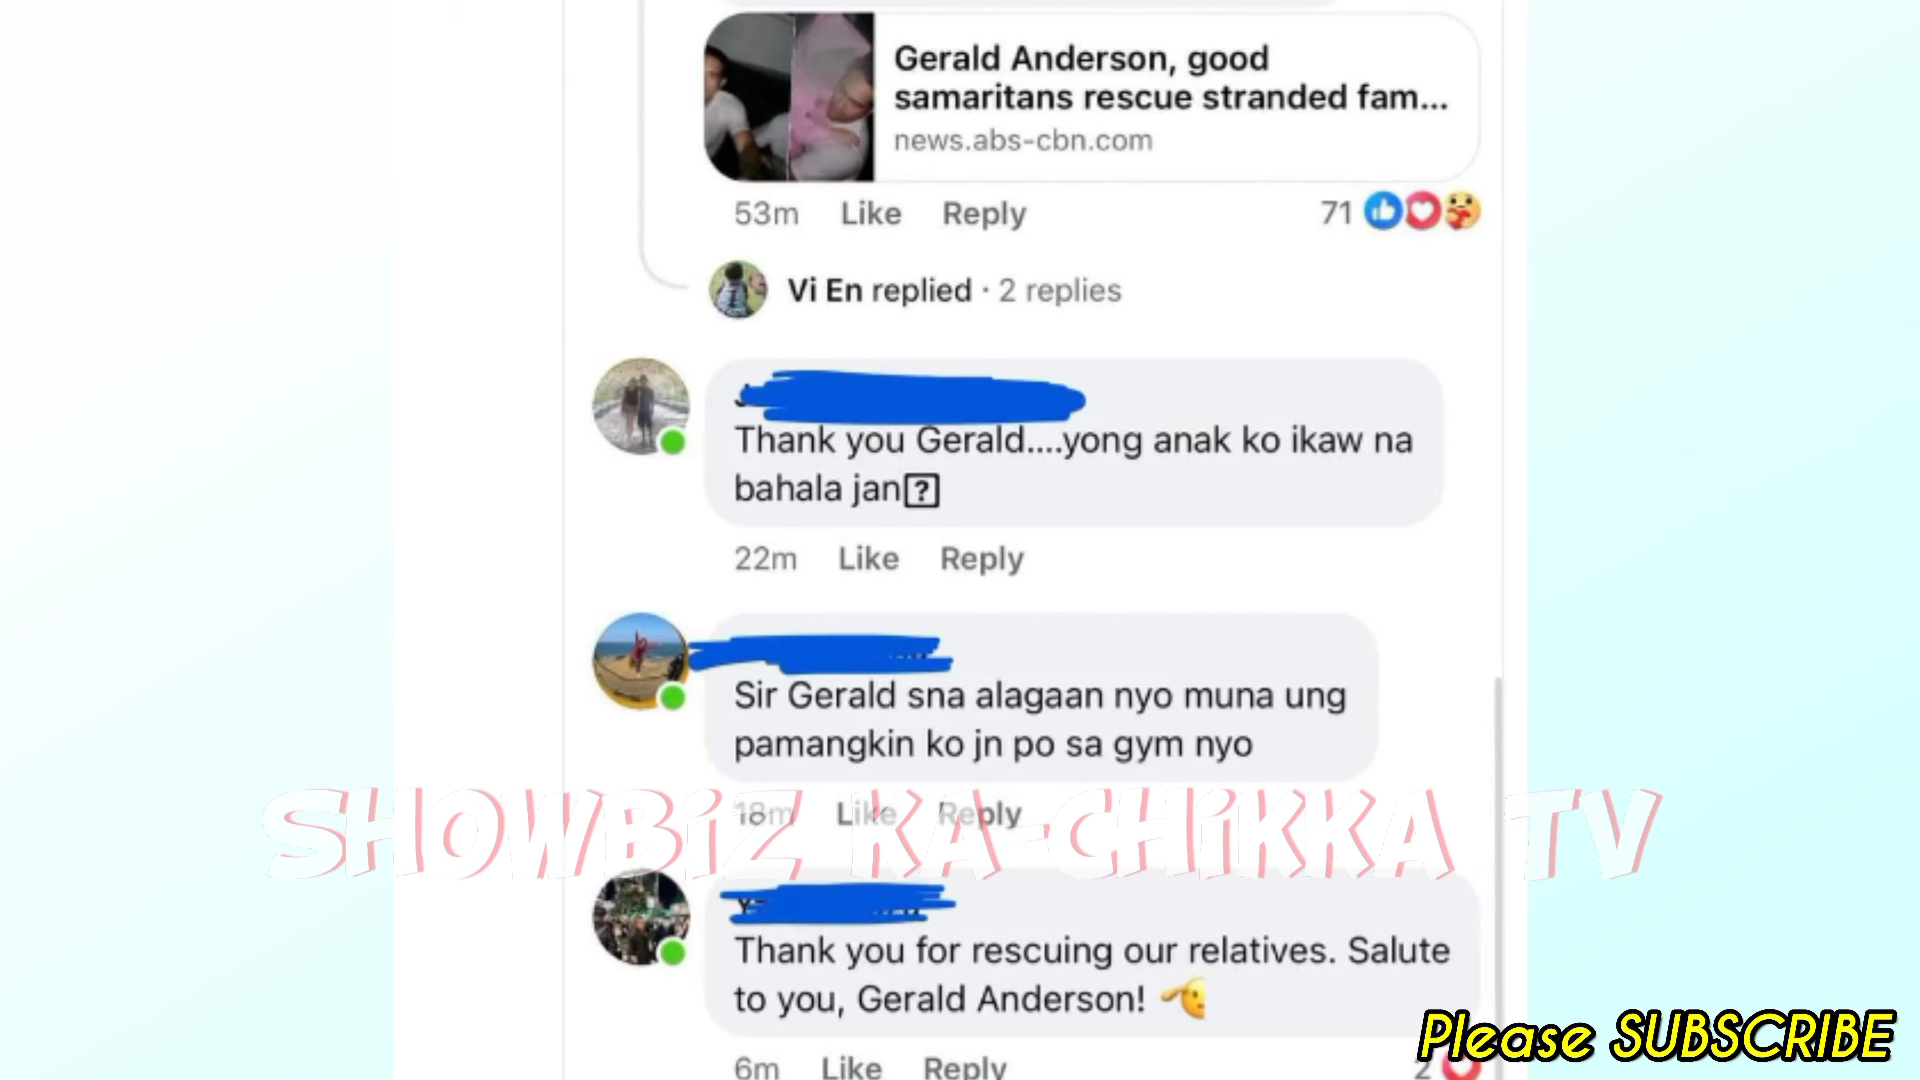 Gerald Anderson, good
samaritans rescue stranded fam...
news.abs-cbn.com
53m Like Reply 71
Vi En replied · 2 replies
Thank you Gerald....yong anak ko ikaw na
bahala jan
22m Like Reply
Sir Gerald sna alagaan nyo muna ung
pamangkin ko jn po sa gym nyo
18m Like Reply
SHOWBiZ KA-CHiKKA TV
Thank you for rescuing our relatives. Salute
to you, Gerald Anderson!
6m Like Reply 2
Please SUBSCRIBE